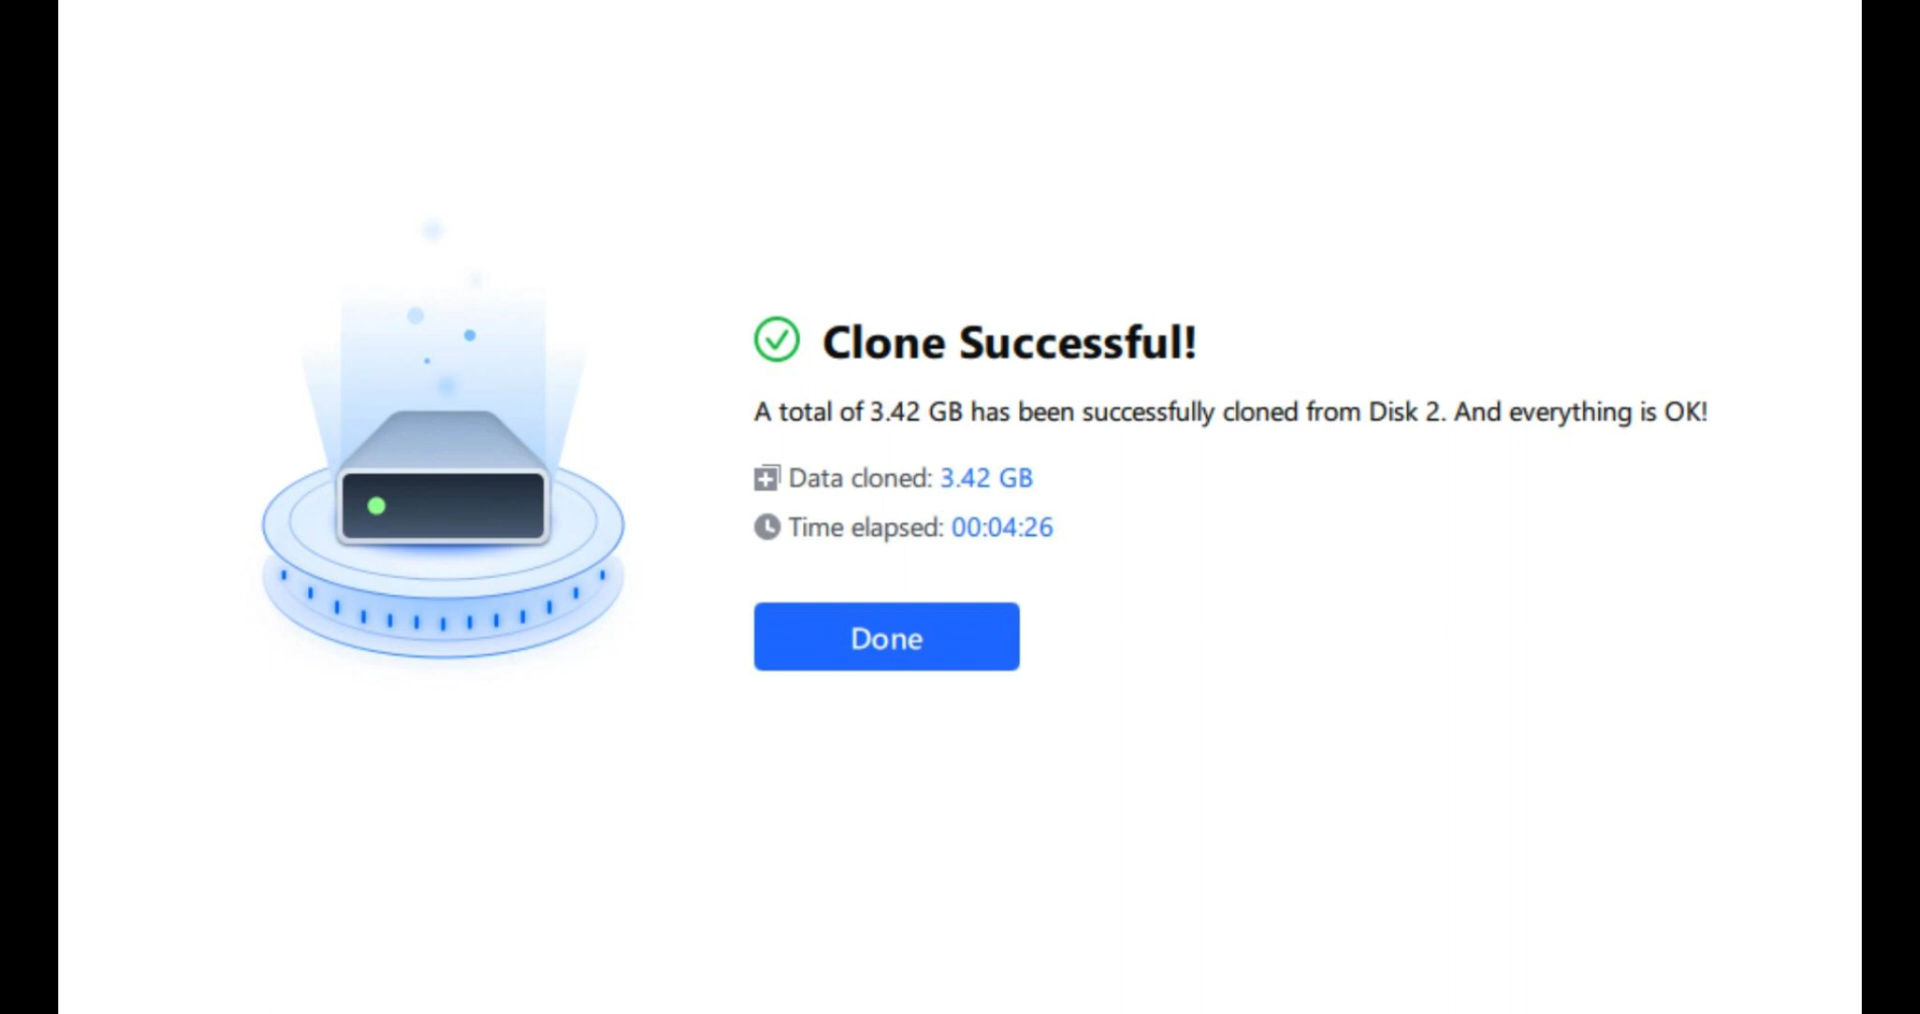 Clone Successful!
A total of 3.42 GB has been successfully cloned from Disk 2. And everything is OK!
Data cloned: 3.42 GB
Time elapsed: 00:04:26
Done